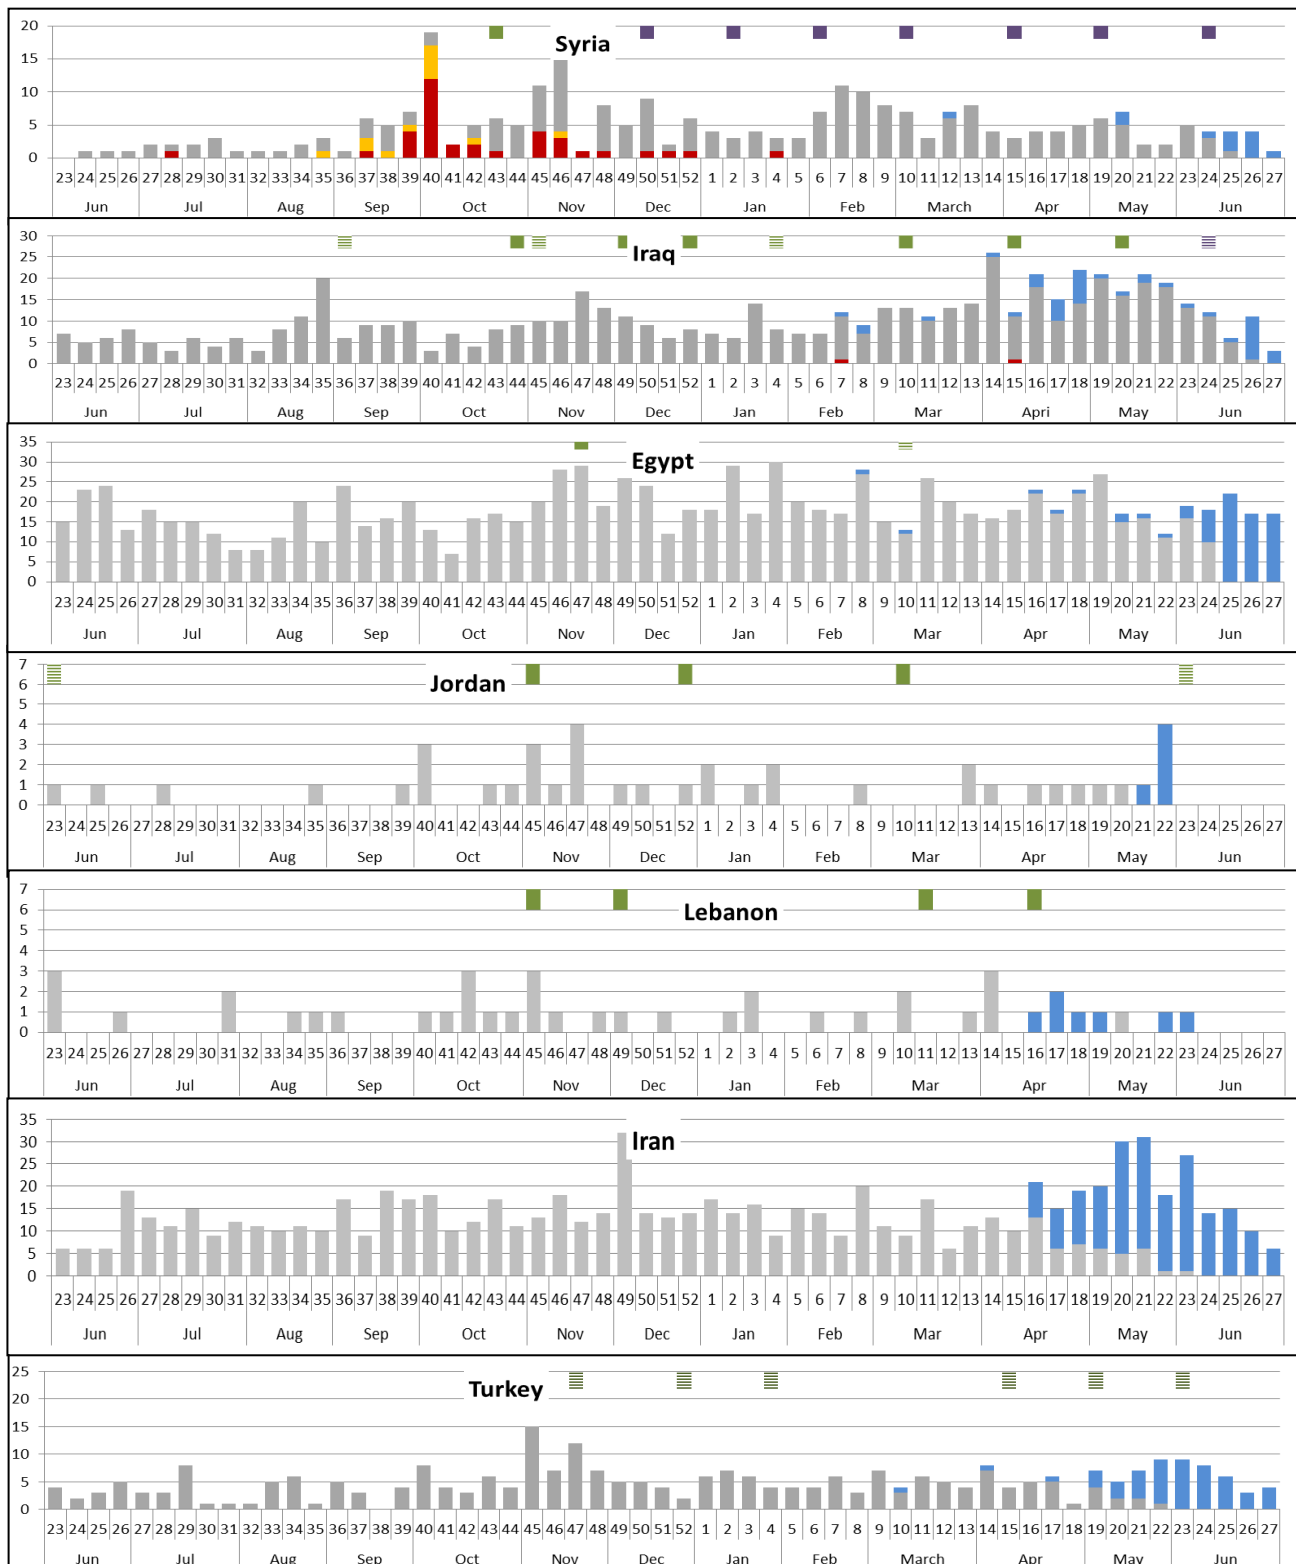 Syria
20
15
10
5
0
23 24 25 26 27 28 29 30 31 32 33 34 35 36 37 38 39 40 41 42 43 44 45 46 47 48 49 50 51 52 1 2 3 4 5 6 7 8 9 10 11 12 13 14 15 16 17 18 19 20 21 22 23 24 25 26 27
Jun Jul Aug Sep Oct Nov Dec Jan Feb March Apr May Jun
Iraq
30
25
20
15
10
5
0
23 24 25 26 27 28 29 30 31 32 33 34 35 36 37 38 39 40 41 42 43 44 45 46 47 48 49 50 51 52 1 2 3 4 5 6 7 8 9 10 11 12 13 14 15 16 17 18 19 20 21 22 23 24 25 26 27
Jun Jul Aug Sep Oct Nov Dec Jan Feb Mar Apri May Jun
Egypt
35
30
25
20
15
10
5
0
23 24 25 26 27 28 29 30 31 32 33 34 35 36 37 38 39 40 41 42 43 44 45 46 47 48 49 50 51 52 1 2 3 4 5 6 7 8 9 10 11 12 13 14 15 16 17 18 19 20 21 22 23 24 25 26 27
Jun Jul Aug Sep Oct Nov Dec Jan Feb Mar Apr May Jun
Jordan
7
6
5
4
3
2
1
0
23 24 25 26 27 28 29 30 31 32 33 34 35 36 37 38 39 40 41 42 43 44 45 46 47 48 49 50 51 52 1 2 3 4 5 6 7 8 9 10 11 12 13 14 15 16 17 18 19 20 21 22 23 24 25 26 27
Jun Jul Aug Sep Oct Nov Dec Jan Feb Mar Apr May Jun
Lebanon
7
6
5
4
3
2
1
0
23 24 25 26 27 28 29 30 31 32 33 34 35 36 37 38 39 40 41 42 43 44 45 46 47 48 49 50 51 52 1 2 3 4 5 6 7 8 9 10 11 12 13 14 15 16 17 18 19 20 21 22 23 24 25 26 27
Jun Jul Aug Sep Oct Nov Dec Jan Feb Mar Apr May Jun
Iran
35
30
25
20
15
10
5
0
23 24 25 26 27 28 29 30 31 32 33 34 35 36 37 38 39 40 41 42 43 44 45 46 47 48 49 50 51 52 1 2 3 4 5 6 7 8 9 10 11 12 13 14 15 16 17 18 19 20 21 22 23 24 25 26 27
Jun Jul Aug Sep Oct Nov Dec Jan Feb Mar Apr May Jun
Turkey
25
20
15
10
5
0
23 24 25 26 27 28 29 30 31 32 33 34 35 36 37 38 39 40 41 42 43 44 45 46 47 48 49 50 51 52 1 2 3 4 5 6 7 8 9 10 11 12 13 14 15 16 17 18 19 20 21 22 23 24 25 26 27
Jun Jul Aug Sep Oct Nov Dec Jan Feb March Apr May Jun